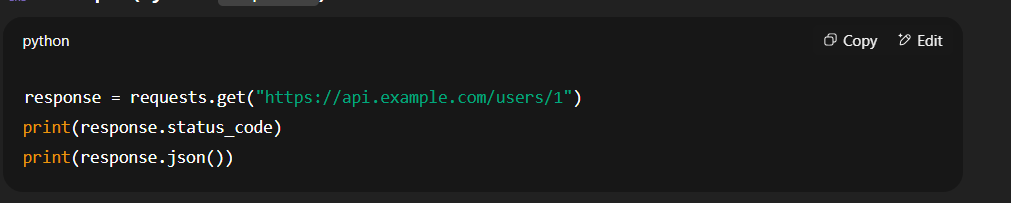 python
Copy
Edit
response = requests.get("https://api.example.com/users/1")
print(response.status_code)
print(response.json())